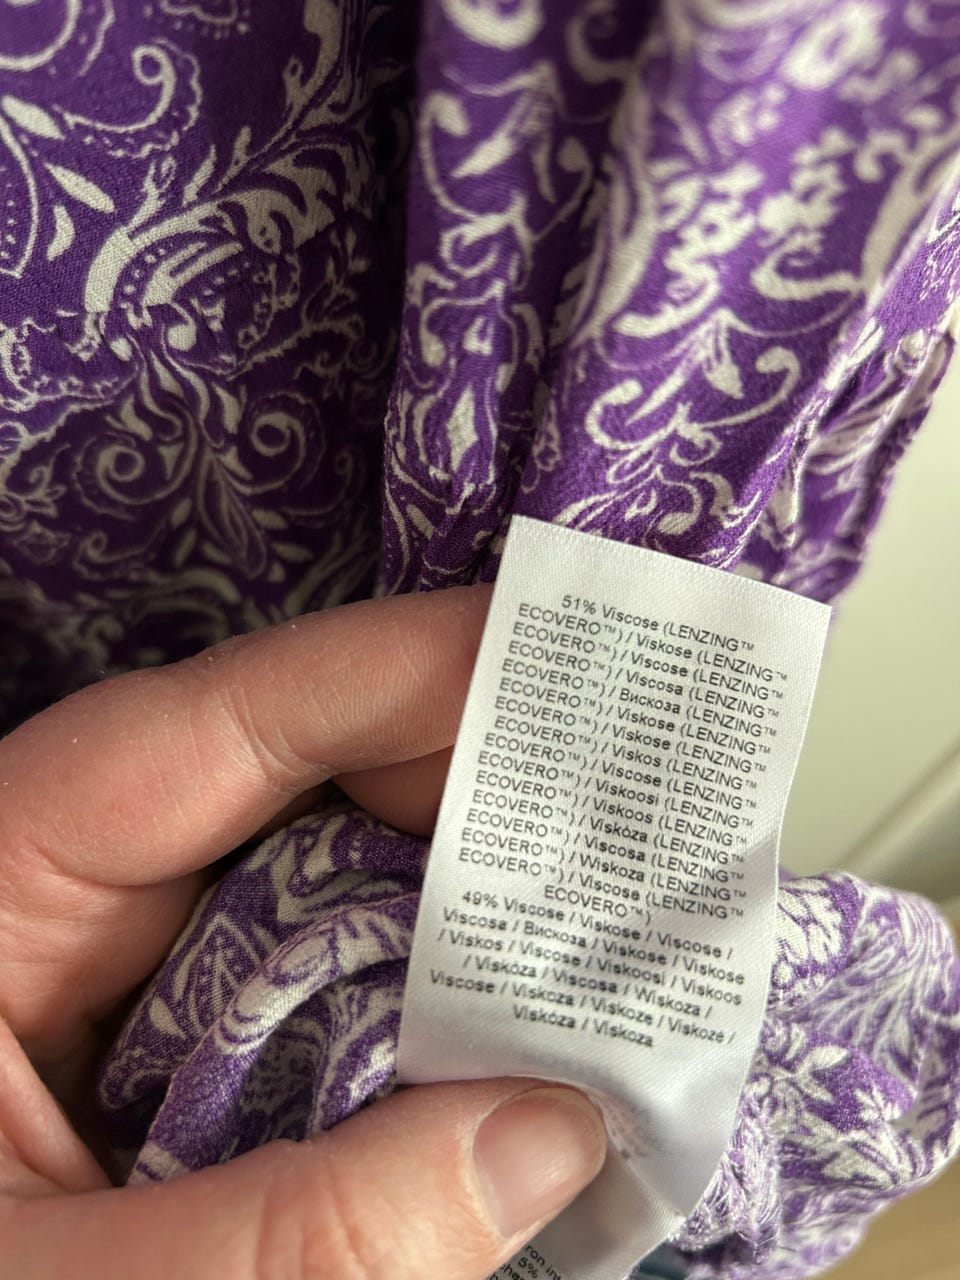 51% Viscose (LENZING™
ECOVERO™) / Viskose (LENZING™
ECOVERO™) / Viscose (LENZING™
ECOVERO™) / Viscosa (LENZING™
ECOVERO™) / Вискоза (LENZING™
ECOVERO™) / Viskose (LENZING™
ECOVERO™) / Viskose (LENZING™
ECOVERO™) / Viskos (LENZING™
ECOVERO™) / Viscose (LENZING™
ECOVERO™) / Viskoosi (LENZING™
ECOVERO™) / Viskoos (LENZING™
ECOVERO™) / Viskóza (LENZING™
ECOVERO™) / Viscosa (LENZING™
ECOVERO™) / Wiskoza (LENZING™
ECOVERO™) / Viscose (LENZING™
ECOVERO™)
49% Viscose / Viskose / Viscose /
Viscosa / Вискоза / Viskose / Viskose
/ Viskos / Viscose / Viskoosi / Viskoos
/ Viskóza / Viscosa / Wiskoza /
Viscose / Viskoza / Viskoze / Viskozė /
Viskóza / Viskoza
5%